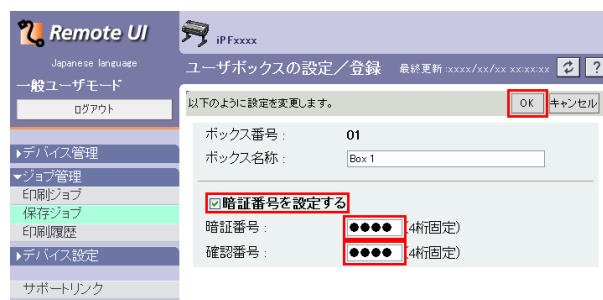 Remote UI
Japanese language
一般ユーザモード
ログアウト
▶デバイス管理
▼ジョブ管理
印刷ジョブ
保存ジョブ
印刷履歴
▶デバイス設定
サポートリンク
iPFxxxx
ユーザボックスの設定／登録 最終更新 :xxxx/xx/xx xx:xx:xx ?
以下のように設定を変更します。 OK キャンセル
ボックス番号 : 01
ボックス名称 : Box 1
暗証番号を設定する
暗証番号 : ●●●● (4桁固定)
確認番号 : ●●●● (4桁固定)